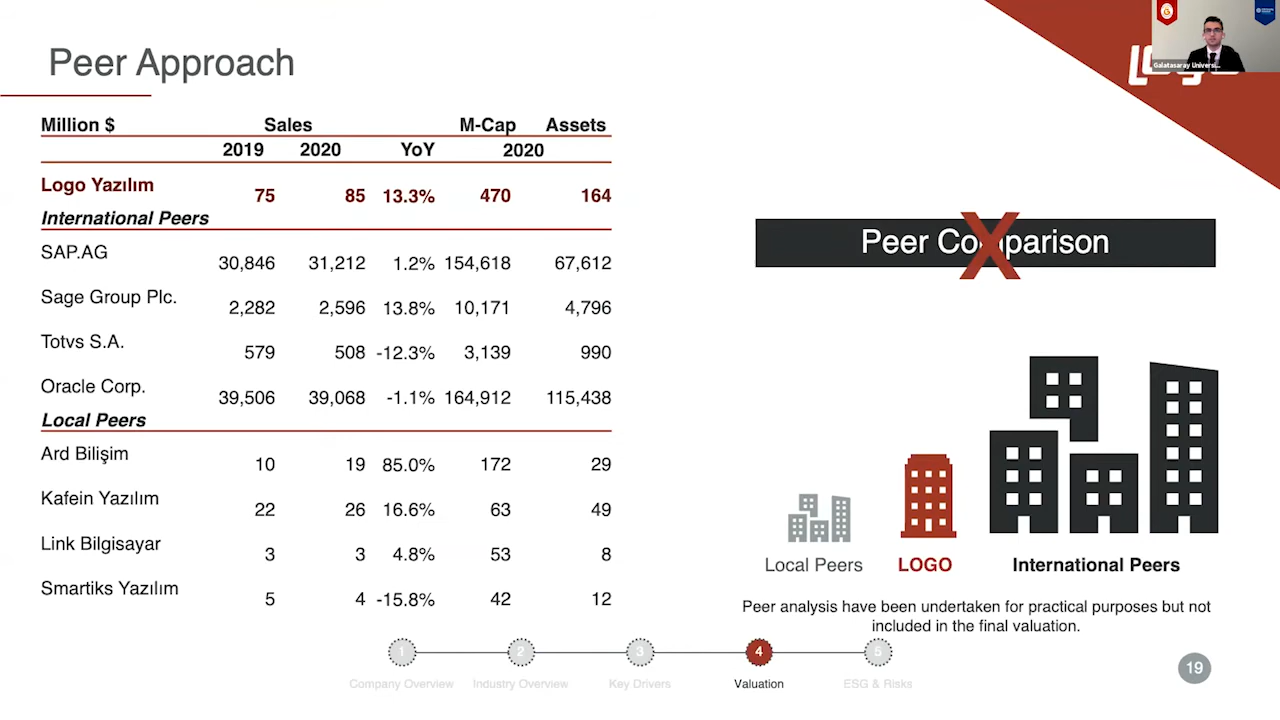 Peer Approach
Galatasaray Universi...
Million $ Sales M-Cap Assets
2019 2020 YoY 2020
Logo Yazılım 75 85 13.3% 470 164
International Peers
SAP.AG 30,846 31,212 1.2% 154,618 67,612
Sage Group Plc. 2,282 2,596 13.8% 10,171 4,796
Totvs S.A. 579 508 -12.3% 3,139 990
Oracle Corp. 39,506 39,068 -1.1% 164,912 115,438
Local Peers
Ard Bilişim 10 19 85.0% 172 29
Kafein Yazılım 22 26 16.6% 63 49
Link Bilgisayar 3 3 4.8% 53 8
Smartiks Yazılım 5 4 -15.8% 42 12
Peer Comparison
X
Local Peers LOGO International Peers
Peer analysis have been undertaken for practical purposes but not
included in the final valuation.
1 2 3 4 5
Company Overview Industry Overview Key Drivers Valuation ESG & Risks
19